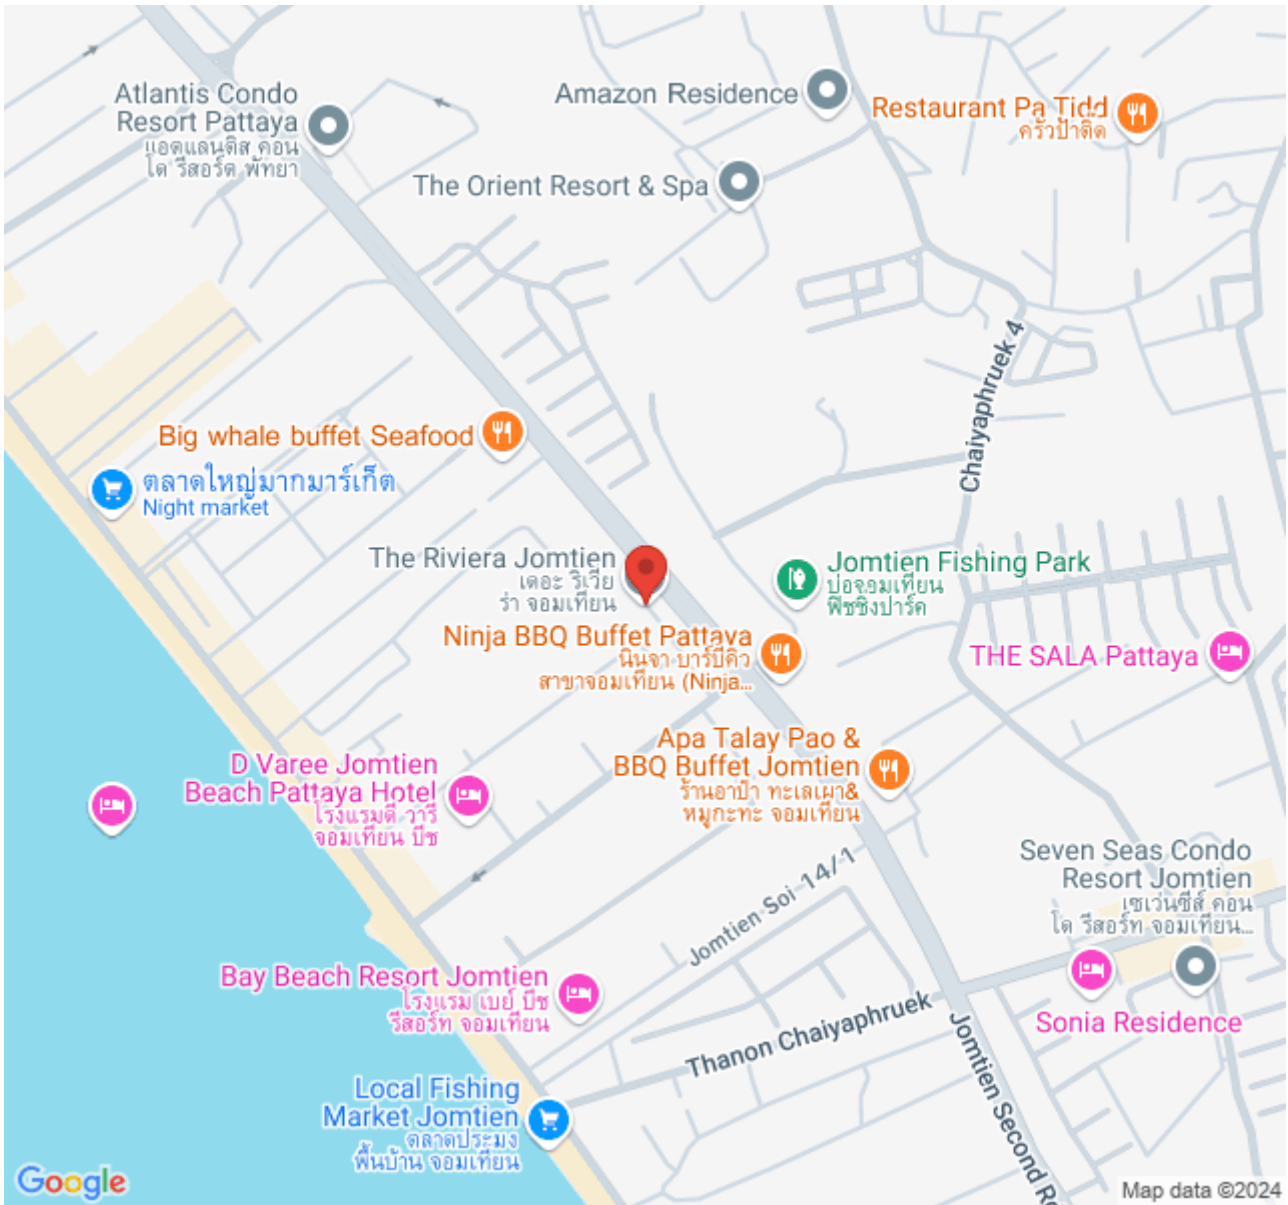 Atlantis Condo
Resort Pattaya
แอตแลนติส คอน
โด รีสอร์ต พัทยา
Amazon Residence
Restaurant Pa Tidd
ครัวป้าติ๊ด
The Orient Resort & Spa
Chaiyaphruek 4
Big whale buffet Seafood
ตลาดใหญ่มากมาร์เก็ต
Night market
The Riviera Jomtien
เดอะ ริเวีย
ร่า จอมเทียน
Jomtien Fishing Park
บ่อจอมเทียน
ฟิชชิ่งปาร์ค
Ninja BBQ Buffet Pattaya
นินจา บาร์บีคิว
สาขาจอมเทียน (Ninja...
THE SALA Pattaya
Apa Talay Pao &
BBQ Buffet Jomtien
ร้านอาป๋า ทะเลเผา&
หมูกะทะ จอมเทียน
D Varee Jomtien
Beach Pattaya Hotel
โรงแรมดี วารี
จอมเทียน บีช
Jomtien Soi 14/1
Seven Seas Condo
Resort Jomtien
เซเว่นซีส์ คอน
โด รีสอร์ท จอมเทียน...
Bay Beach Resort Jomtien
โรงแรม เบย์ บีช
รีสอร์ท จอมเทียน
Sonia Residence
Thanon Chaiyaphruek
Jomtien Second R
Local Fishing
Market Jomtien
ตลาดประมง
พื้นบ้าน จอมเทียน
Google
Map data ©2024